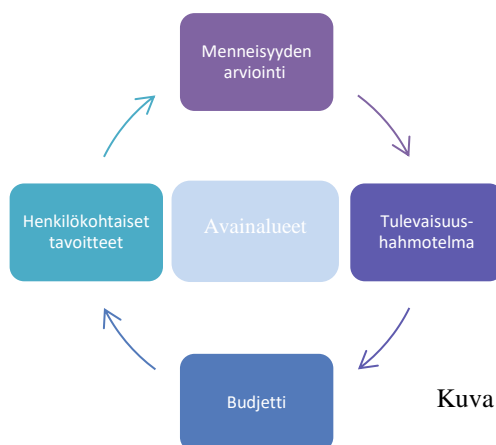 Menneisyyden
arviointi
Henkilökohtaiset
tavoitteet
Avainalueet
Tulevaisuus-
hahmotelma
Budjetti
Kuva